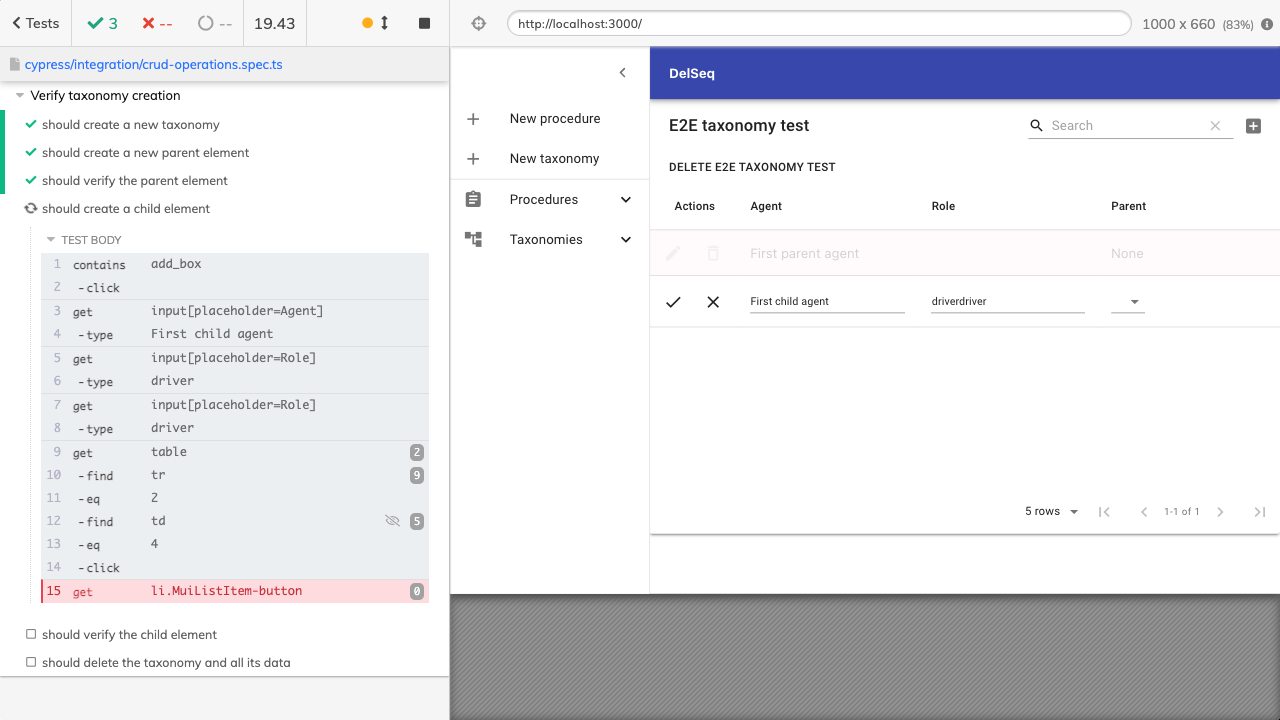 Tests 3 -- -- 19.43
http://localhost:3000/ 1000 x 660 (83%)
cypress/integration/crud-operations.spec.ts
Verify taxonomy creation
should create a new taxonomy
should create a new parent element
should verify the parent element
should create a child element
TEST BODY
1 contains add_box
2 -click
3 get input[placeholder=Agent]
4 -type First child agent
5 get input[placeholder=Role]
6 -type driver
7 get input[placeholder=Role]
8 -type driver
9 get table 2
10 -find tr 9
11 -eq 2
12 -find td 5
13 -eq 4
14 -click
15 get li.MuiListItem-button 0
should verify the child element
should delete the taxonomy and all its data
New procedure
New taxonomy
Procedures
Taxonomies
DelSeq
E2E taxonomy test Search
DELETE E2E TAXONOMY TEST
Actions Agent Role Parent
First parent agent None
First child agent driverdriver
5 rows 1-1 of 1